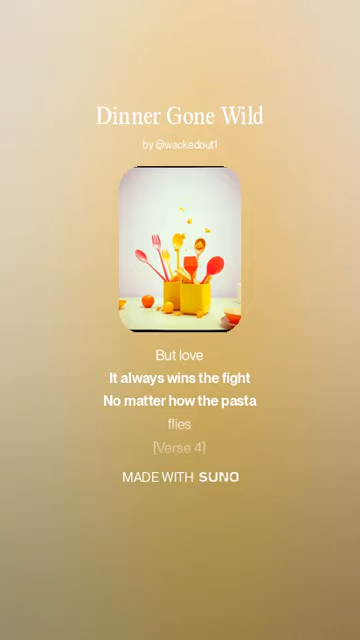 Dinner Gone Wild
by @wackedout1
But love
It always wins the fight
No matter how the pasta
flies
[Verse 4]
MADE WITH SUNO